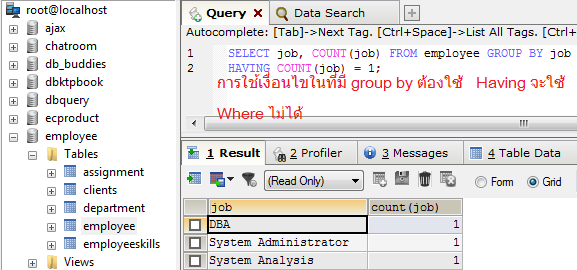 root@localhost
ajax
chatroom
db_buddies
dbktpbook
dbquery
ecproduct
employee
Tables
assignment
clients
department
employee
employeeskills
Views
Query
Data Search
Autocomplete: [Tab]->Next Tag. [Ctrl+Space]->List All Tags. [Ctrl+
1 SELECT job, COUNT(job) FROM employee GROUP BY job
2 HAVING COUNT(job) = 1;
การใช้เงื่อนไขในที่มี group by ต้องใช้ Having จะใช้
Where ไม่ได้
1 Result
2 Profiler
3 Messages
4 Table Data
(Read Only)
Form
Grid
job count(job)
DBA 1
System Administrator 1
System Analysis 1